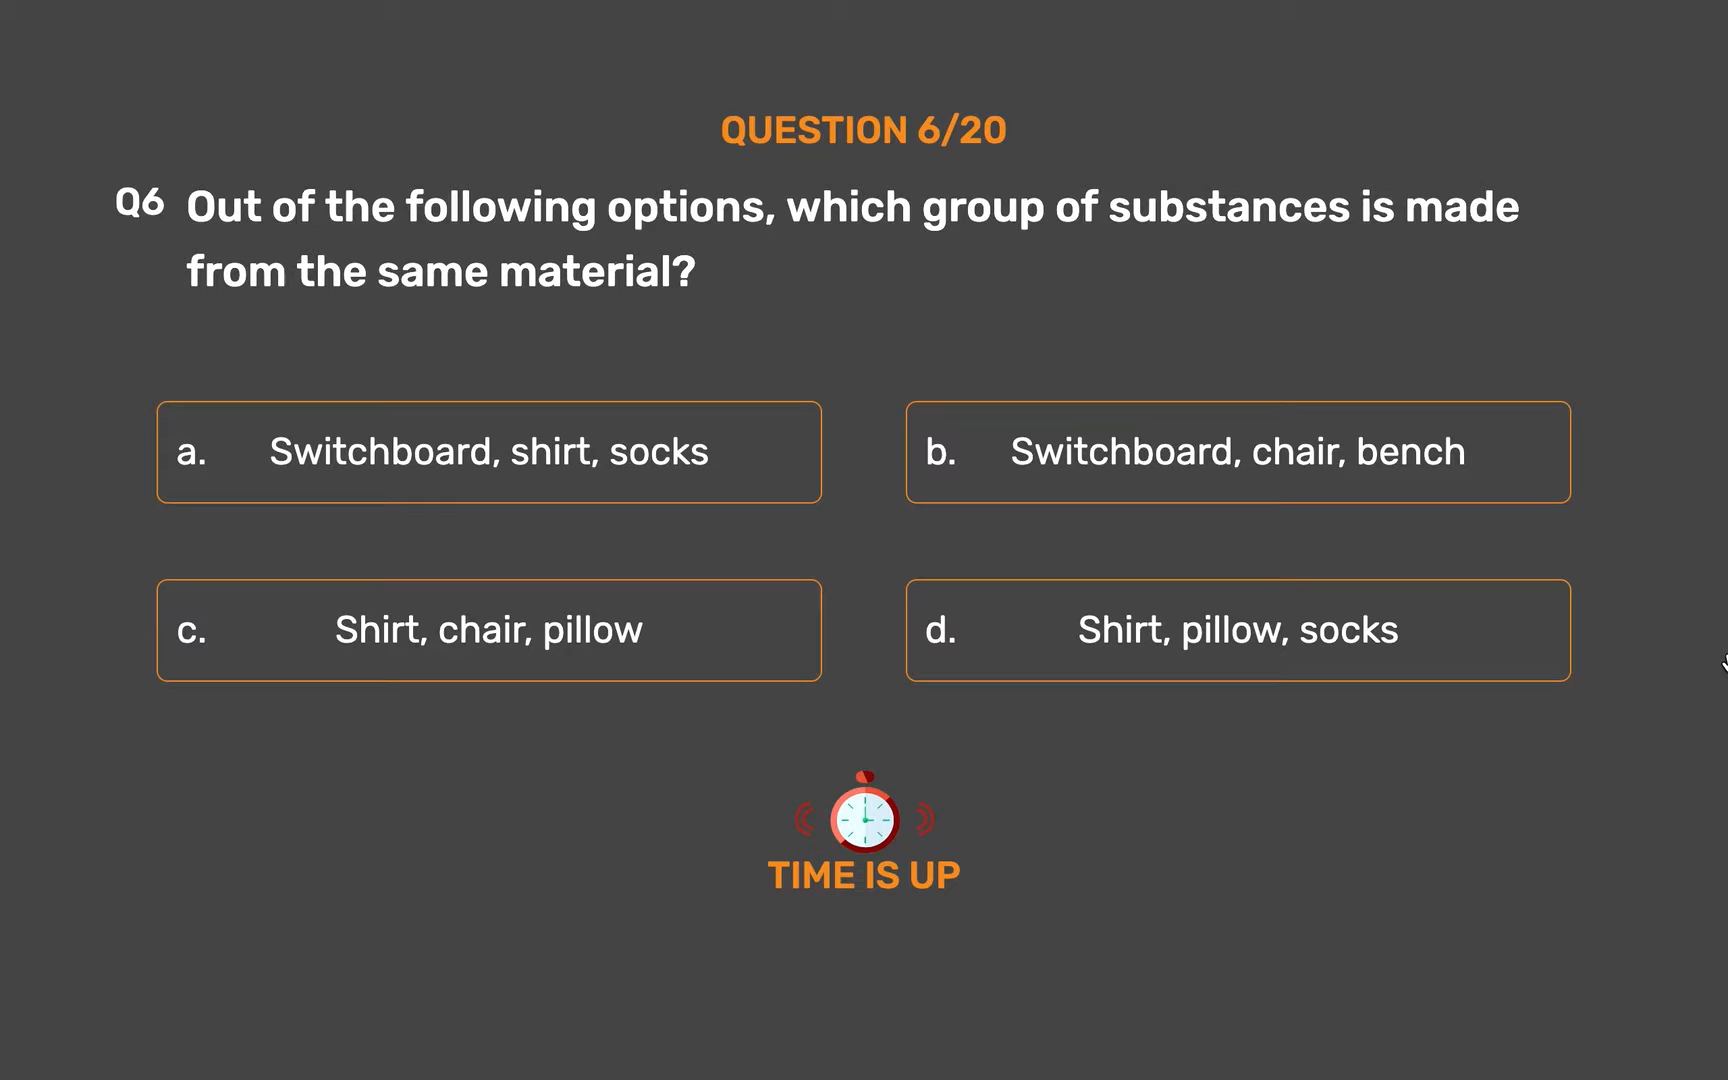 QUESTION 6/20
Q6 Out of the following options, which group of substances is made
from the same material?
a. Switchboard, shirt, socks
b. Switchboard, chair, bench
c. Shirt, chair, pillow
d. Shirt, pillow, socks
TIME IS UP